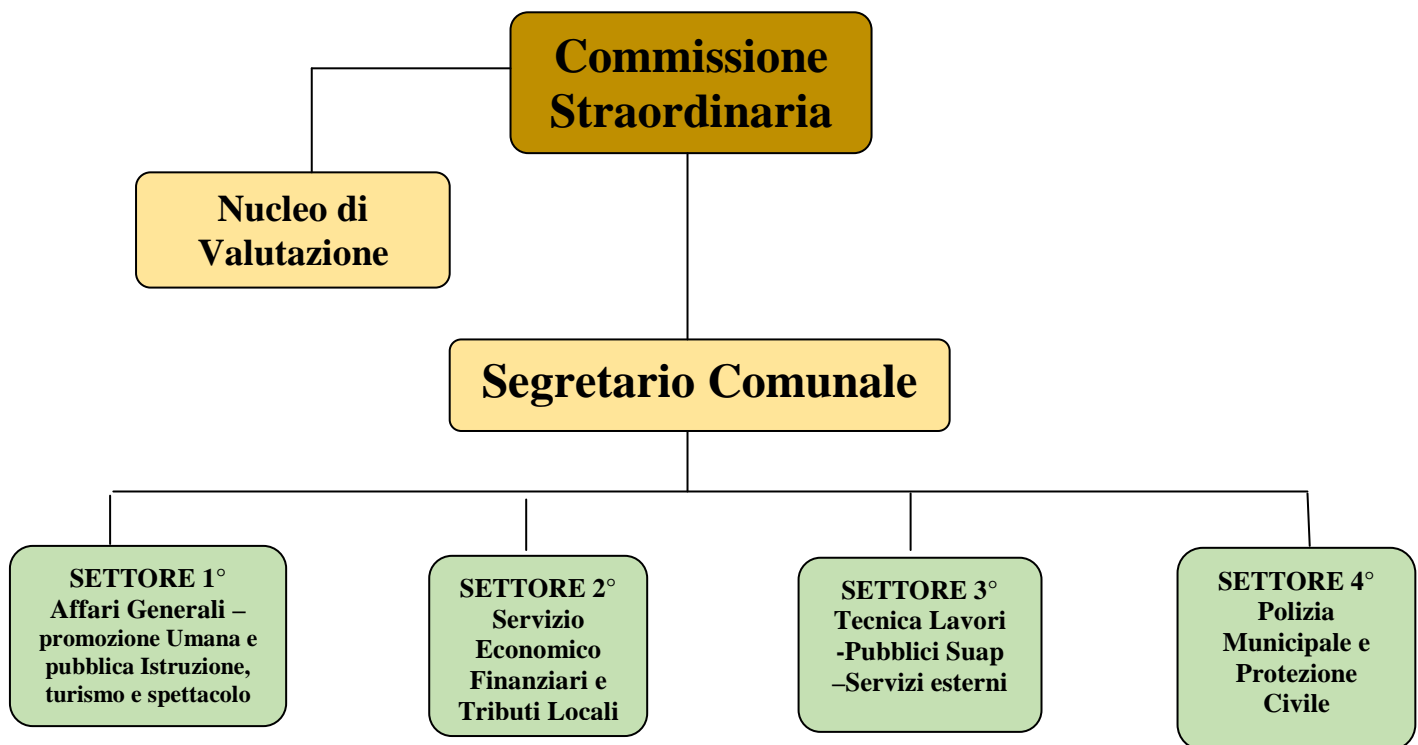 Commissione
Straordinaria
Nucleo di
Valutazione
Segretario Comunale
SETTORE 1°
Affari Generali –
promozione Umana e
pubblica Istruzione,
turismo e spettacolo
SETTORE 2°
Servizio
Economico
Finanziari e
Tributi Locali
SETTORE 3°
Tecnica Lavori
-Pubblici Suap
–Servizi esterni
SETTORE 4°
Polizia
Municipale e
Protezione
Civile